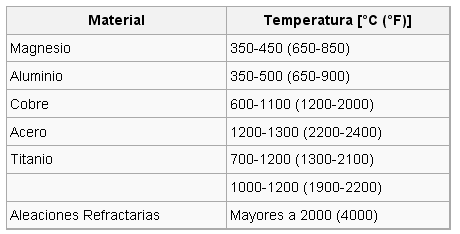 Material Temperatura [°C (°F)]
Magnesio 350-450 (650-850)
Aluminio 350-500 (650-900)
Cobre 600-1100 (1200-2000)
Acero 1200-1300 (2200-2400)
Titanio 700-1200 (1300-2100)
1000-1200 (1900-2200)
Aleaciones Refractarias Mayores a 2000 (4000)